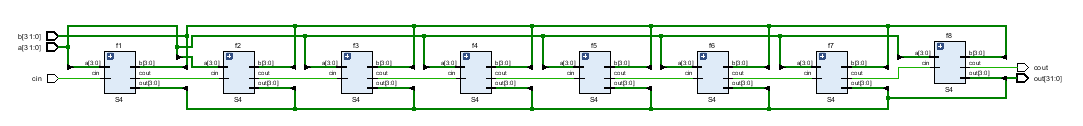 b[31:0]
a[31:0]
cin
f1
a[3:0]
cin
b[3:0]
cout
out[3:0]
S4
f2
a[3:0]
cin
b[3:0]
cout
out[3:0]
S4
f3
a[3:0]
cin
b[3:0]
cout
out[3:0]
S4
f4
a[3:0]
cin
b[3:0]
cout
out[3:0]
S4
f5
a[3:0]
cin
b[3:0]
cout
out[3:0]
S4
f6
a[3:0]
cin
b[3:0]
cout
out[3:0]
S4
f7
a[3:0]
cin
b[3:0]
cout
out[3:0]
S4
f8
a[3:0]
cin
b[3:0]
cout
out[3:0]
S4
cout
out[31:0]